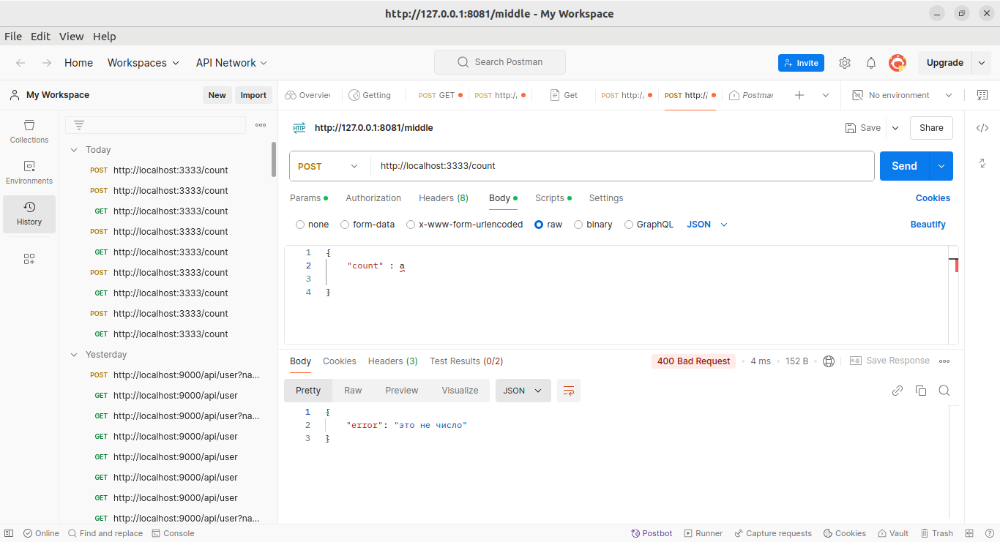 http://127.0.0.1:8081/middle - My Workspace
File Edit View Help
Home Workspaces API Network Search Postman Invite Upgrade
My Workspace New Import
Overview Getting POST GET POST http:/ Get POST http:/ POST http:/ Postman No environment
Collections
Environments
History
Today
POST http://localhost:3333/count
POST http://localhost:3333/count
GET http://localhost:3333/count
POST http://localhost:3333/count
GET http://localhost:3333/count
POST http://localhost:3333/count
GET http://localhost:3333/count
POST http://localhost:3333/count
GET http://localhost:3333/count
Yesterday
POST http://localhost:9000/api/user?na...
GET http://localhost:9000/api/user
GET http://localhost:9000/api/user?na...
GET http://localhost:9000/api/user
GET http://localhost:9000/api/user
GET http://localhost:9000/api/user
GET http://localhost:9000/api/user
GET http://localhost:9000/api/user?na...
HTTP http://127.0.0.1:8081/middle Save Share
POST http://localhost:3333/count Send
Params Authorization Headers (8) Body Scripts Settings Cookies
none form-data x-www-form-urlencoded raw binary GraphQL JSON Beautify
1 {
2 "count" : a
3
4 }
Body Cookies Headers (3) Test Results (0/2) 400 Bad Request 4 ms 152 B e.g. Save Response
Pretty Raw Preview Visualize JSON
1 {
2 "error": "это не число"
3 }
Online Find and replace Console Postbot Runner Capture requests Cookies Vault Trash